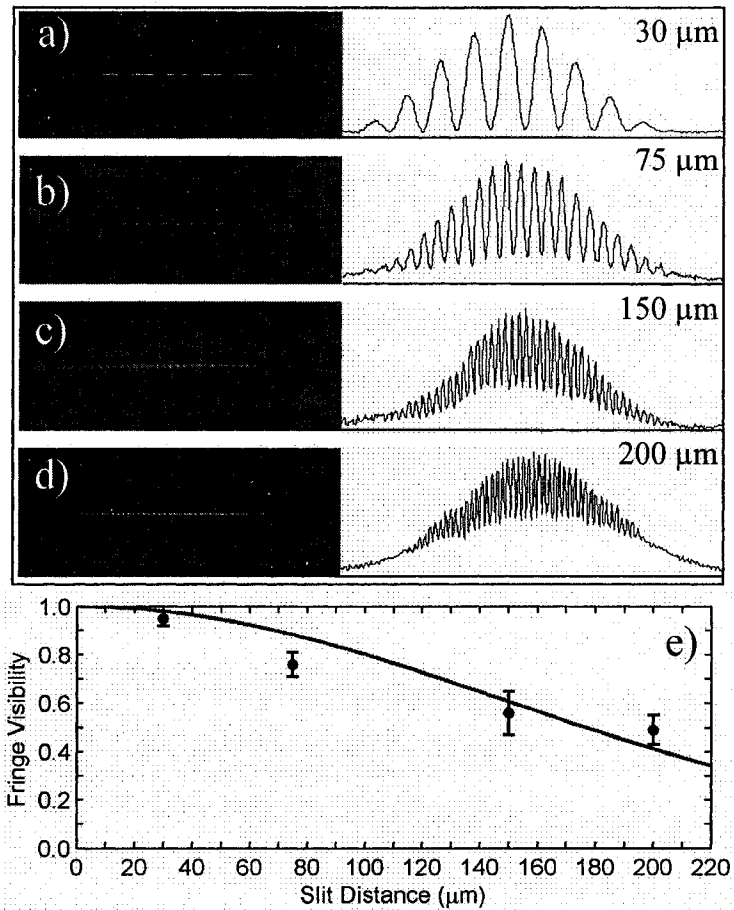 a) 30 µm
b) 75 µm
c) 150 µm
d) 200 µm
e)
1.0
0.8
0.6
0.4
0.2
0.0
Fringe Visibility
0 20 40 60 80 100 120 140 160 180 200 220
Slit Distance (µm)